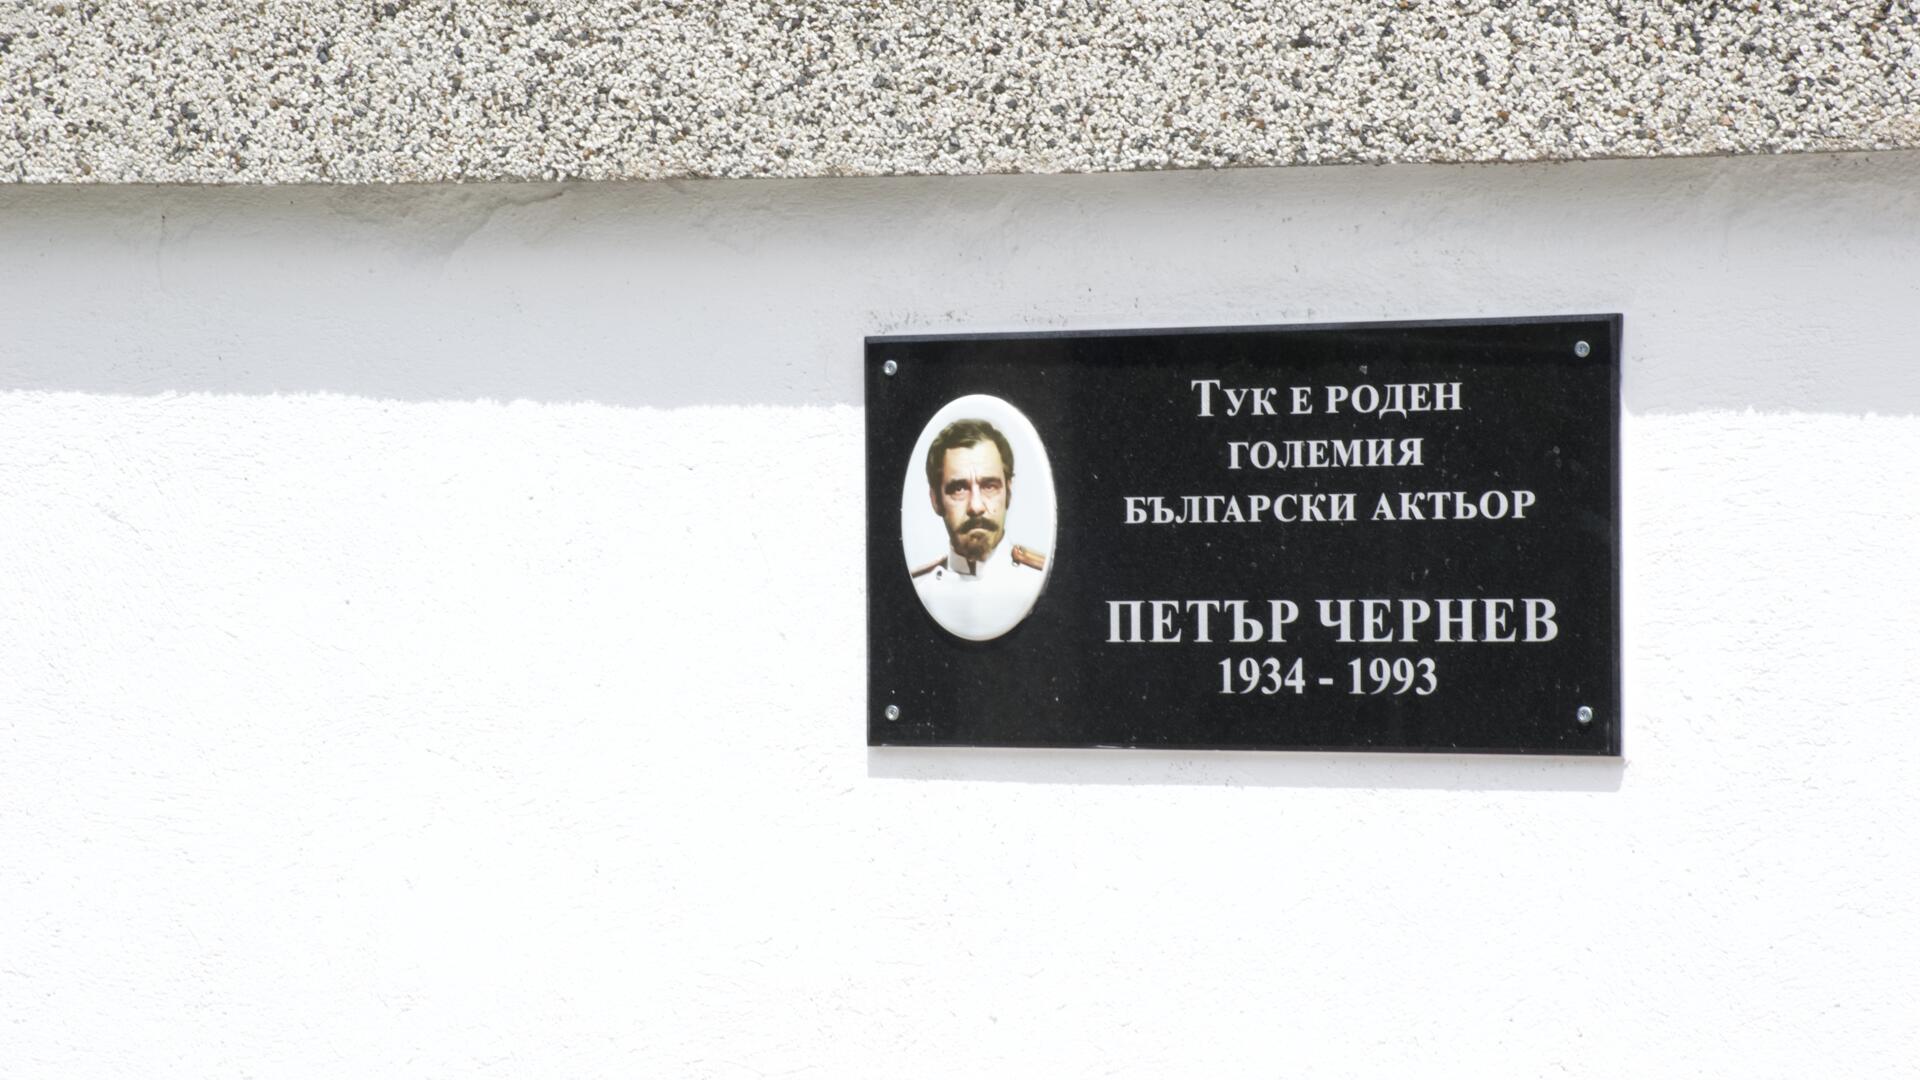 Тук е роден
големия
български актьор
ПЕТЪР ЧЕРНЕВ
1934 - 1993